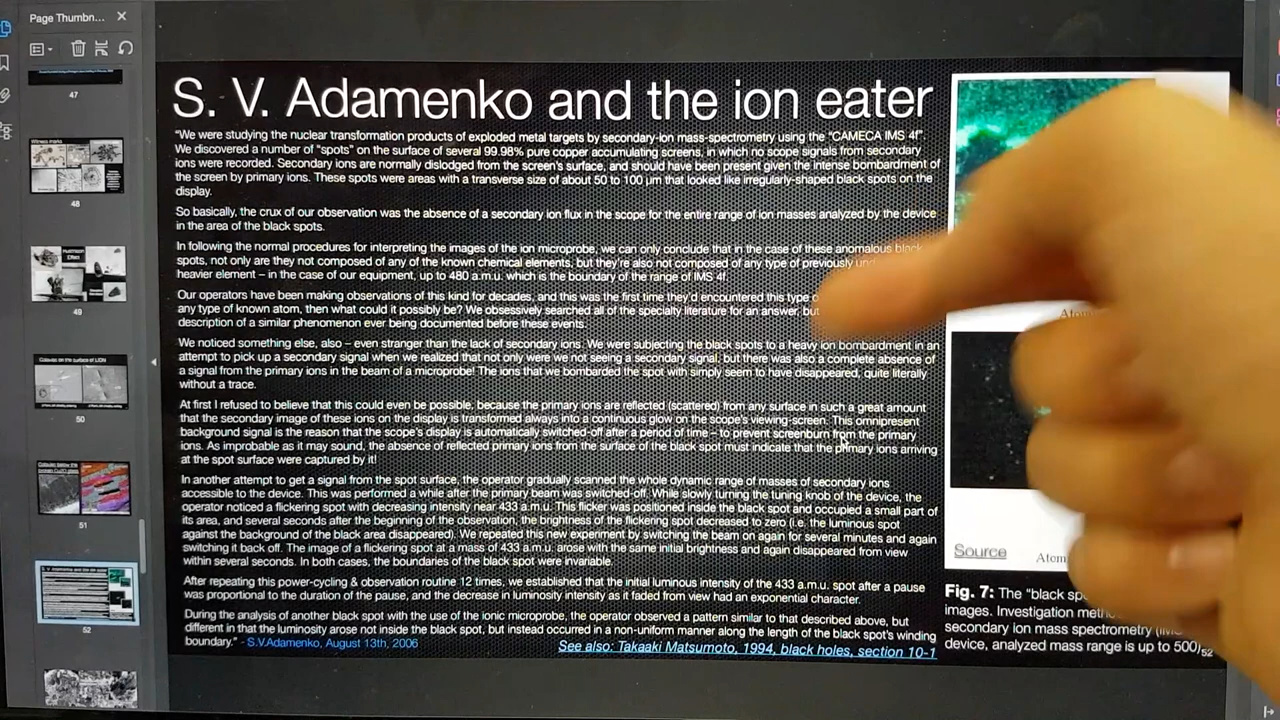 Page Thumbn...
47
48
49
50
51
52
S. V. Adamenko and the ion eater
"We were studying the nuclear transformation products of exploded metal targets by secondary-ion mass-spectrometry using the "CAMECA IMS 4f".
We discovered a number of "spots" on the surface of several 99.98% pure copper accumulating screens, in which no scope signals from secondary
ions were recorded. Secondary ions are normally dislodged from the screen's surface, and should have been present given the intense bombardment of
the screen by primary ions. These spots were areas with a transverse size of about 50 to 100 µm that looked like irregularly-shaped black spots on the
display.
So basically, the crux of our observation was the absence of a secondary ion flux in the scope for the entire range of ion masses analyzed by the device
in the area of the black spots.
In following the normal procedures for interpreting the images of the ion microprobe, we can only conclude that in the case of these anomalous black
spots, not only are they not composed of any of the known chemical elements, but they're also not composed of any type of previously
heavier element – in the case of our equipment, up to 480 a.m.u. which is the boundary of the range of IMS 4f.
Our operators have been making observations of this kind for decades, and this was the first time they'd encountered this type
any type of known atom, then what could it possibly be? We obsessively searched all of the specialty literature for an answer, but
description of a similar phenomenon ever being documented before these events.
We noticed something else, also – even stranger than the lack of secondary ions. We were subjecting the black spots to a heavy ion bombardment in an
attempt to pick up a secondary signal when we realized that not only were we not seeing a secondary signal, but there was also a complete absence of
a signal from the primary ions in the beam of a microprobe! The ions that we bombarded the spot with simply seem to have disappeared, quite literally
without a trace.
At first I refused to believe that this could even be possible, because the primary ions are reflected (scattered) from any surface in such a great amount
that the secondary image of these ions on the display is transformed always into a continuous glow on the scope's viewing-screen. This omnipresent
background signal is the reason that the scope's display is automatically switched-off after a period of time – to prevent screenburn from the primary
ions. As improbable as it may sound, the absence of reflected primary ions from the surface of the black spot must indicate that the primary ions arriving
at the spot surface were captured by it!
In another attempt to get a signal from the spot surface, the operator gradually scanned the whole dynamic range of masses of secondary ions
accessible to the device. This was performed a while after the primary beam was switched-off. While slowly turning the tuning knob of the device, the
operator noticed a flickering spot with decreasing intensity near 433 a.m.u. This flicker was positioned inside the black spot and occupied a small part of
its area, and several seconds after the beginning of the observation, the brightness of the flickering spot decreased to zero (i.e. the luminous spot
against the background of the black area disappeared). We repeated this new experiment by switching the beam on again for several minutes and again
switching it back off. The image of a flickering spot at a mass of 433 a.m.u. arose with the same initial brightness and again disappeared from view
within several seconds. In both cases, the boundaries of the black spot were invariable.
After repeating this power-cycling & observation routine 12 times, we established that the initial luminous intensity of the 433 a.m.u. spot after a pause
was proportional to the duration of the pause, and the decrease in luminosity intensity as it faded from view had an exponential character.
During the analysis of another black spot with the use of the ionic microprobe, the operator observed a pattern similar to that described above, but
different in that the luminosity arose not inside the black spot, but instead occurred in a non-uniform manner along the length of the black spot's winding
boundary." - S.V.Adamenko, August 13th, 2006
See also: Takaaki Matsumoto, 1994, black holes, section 10-1
Source
Fig. 7: The "black
images. Investigation
secondary ion mass spectrometry
device, analyzed mass range is up to 500)
52